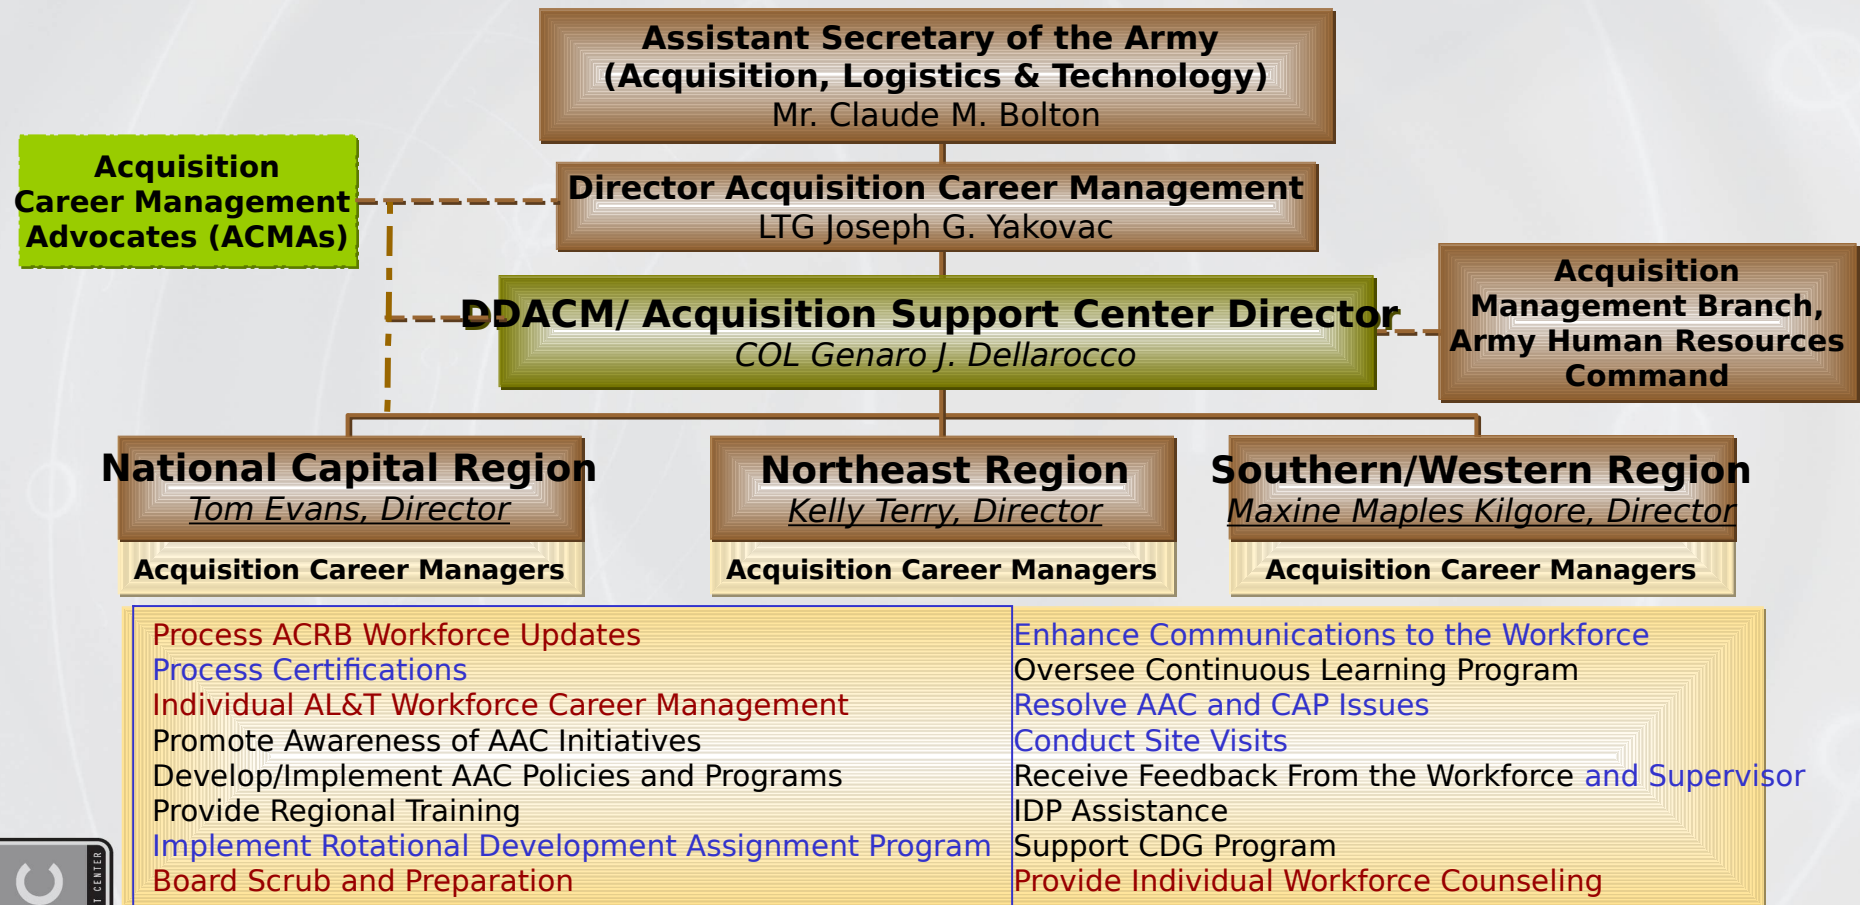 Assistant Secretary of the Army
(Acquisition, Logistics & Technology)
Mr. Claude M. Bolton
Acquisition
Career Management
Advocates (ACMAs)
Director Acquisition Career Management
LTG Joseph G. Yakovac
DDACM/ Acquisition Support Center Director
COL Genaro J. Dellarocco
Acquisition
Management Branch,
Army Human Resources
Command
National Capital Region
Tom Evans, Director
Acquisition Career Managers
Northeast Region
Kelly Terry, Director
Acquisition Career Managers
Southern/Western Region
Maxine Maples Kilgore, Director
Acquisition Career Managers
Process ACRB Workforce Updates
Process Certifications
Individual AL&T Workforce Career Management
Promote Awareness of AAC Initiatives
Develop/Implement AAC Policies and Programs
Provide Regional Training
Implement Rotational Development Assignment Program
Board Scrub and Preparation
Enhance Communications to the Workforce
Oversee Continuous Learning Program
Resolve AAC and CAP Issues
Conduct Site Visits
Receive Feedback From the Workforce and Supervisor
IDP Assistance
Support CDG Program
Provide Individual Workforce Counseling
CENTER